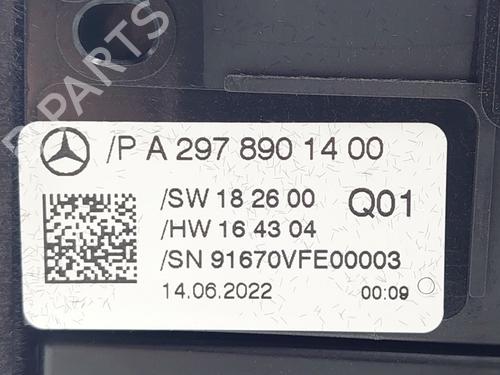 PARTS
/P A 297 890 14 00
/SW 18 26 00 Q01
/HW 16 43 04
/SN 91670VFE00003
14.06.2022 00:09